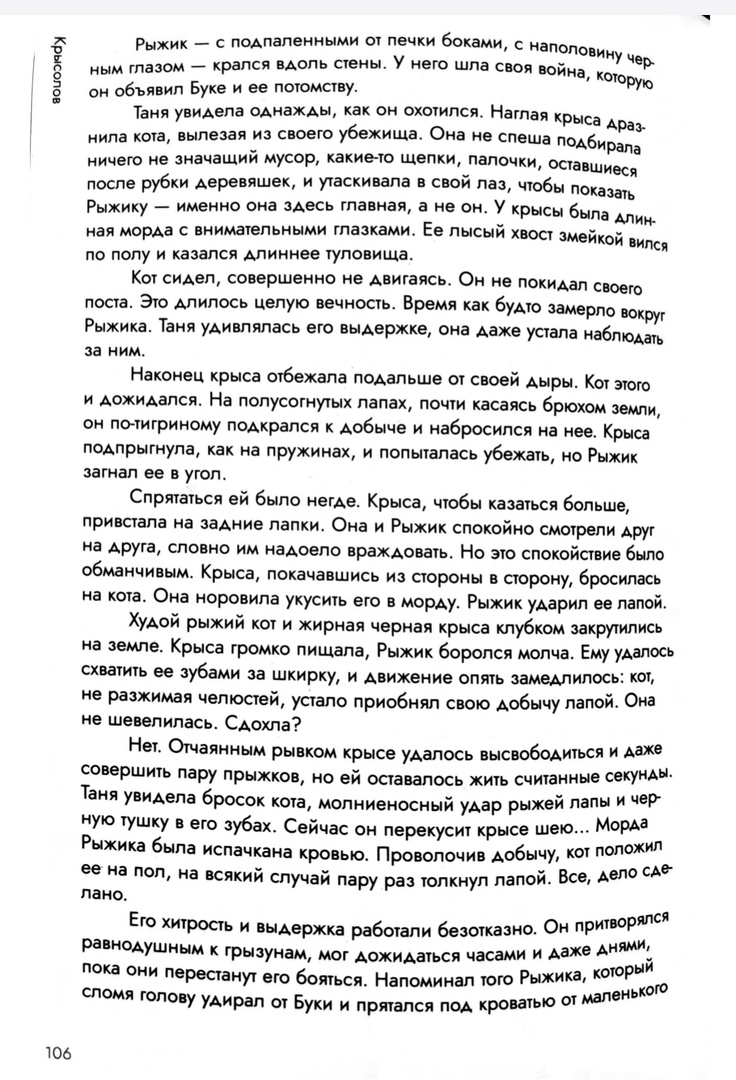 Крысолов
Рыжик — с подпаленными от печки боками, с наполовину чер-
ным глазом — крался вдоль стены. У него шла своя война, которую
он объявил Буке и ее потомству.
Таня увидела однажды, как он охотился. Наглая крыса драз-
нила кота, вылезая из своего убежища. Она не спеша подбирала
ничего не значащий мусор, какие-то щепки, палочки, оставшиеся
после рубки деревяшек, и утаскивала в свой лаз, чтобы показать
Рыжику — именно она здесь главная, а не он. У крысы была длин-
ная морда с внимательными глазками. Ее лысый хвост змейкой вился
по полу и казался длиннее туловища.
Кот сидел, совершенно не двигаясь. Он не покидал своего
поста. Это длилось целую вечность. Время как будто замерло вокруг
Рыжика. Таня удивлялась его выдержке, она даже устала наблюдать
за ним.
Наконец крыса отбежала подальше от своей дыры. Кот этого
и дожидался. На полусогнутых лапах, почти касаясь брюхом земли,
он по-тигриному подкрался к добыче и набросился на нее. Крыса
подпрыгнула, как на пружинах, и попыталась убежать, но Рыжик
загнал ее в угол.
Спрятаться ей было негде. Крыса, чтобы казаться больше,
привстала на задние лапки. Она и Рыжик спокойно смотрели друг
на друга, словно им надоело враждовать. Но это спокойствие было
обманчивым. Крыса, покачавшись из стороны в сторону, бросилась
на кота. Она норовила укусить его в морду. Рыжик ударил ее лапой.
Худой рыжий кот и жирная черная крыса клубком закрутились
на земле. Крыса громко пищала, Рыжик боролся молча. Ему удалось
схватить ее зубами за шкирку, и движение опять замедлилось: кот,
не разжимая челюстей, устало приобнял свою добычу лапой. Она
не шевелилась. Сдохла?
Нет. Отчаянным рывком крысе удалось высвободиться и даже
совершить пару прыжков, но ей оставалось жить считанные секунды.
Таня увидела бросок кота, молниеносный удар рыжей лапы и чер-
ную тушку в его зубах. Сейчас он перекусит крысе шею... Морда
Рыжика была испачкана кровью. Проволочив добычу, кот положил
ее на пол, на всякий случай пару раз толкнул лапой. Все, дело сде-
лано.
Его хитрость и выдержка работали безотказно. Он притворялся
равнодушным к грызунам, мог дожидаться часами и даже днями,
пока они перестанут его бояться. Напоминал того Рыжика, который
сломя голову удирал от Буки и прятался под кроватью от маленького
106